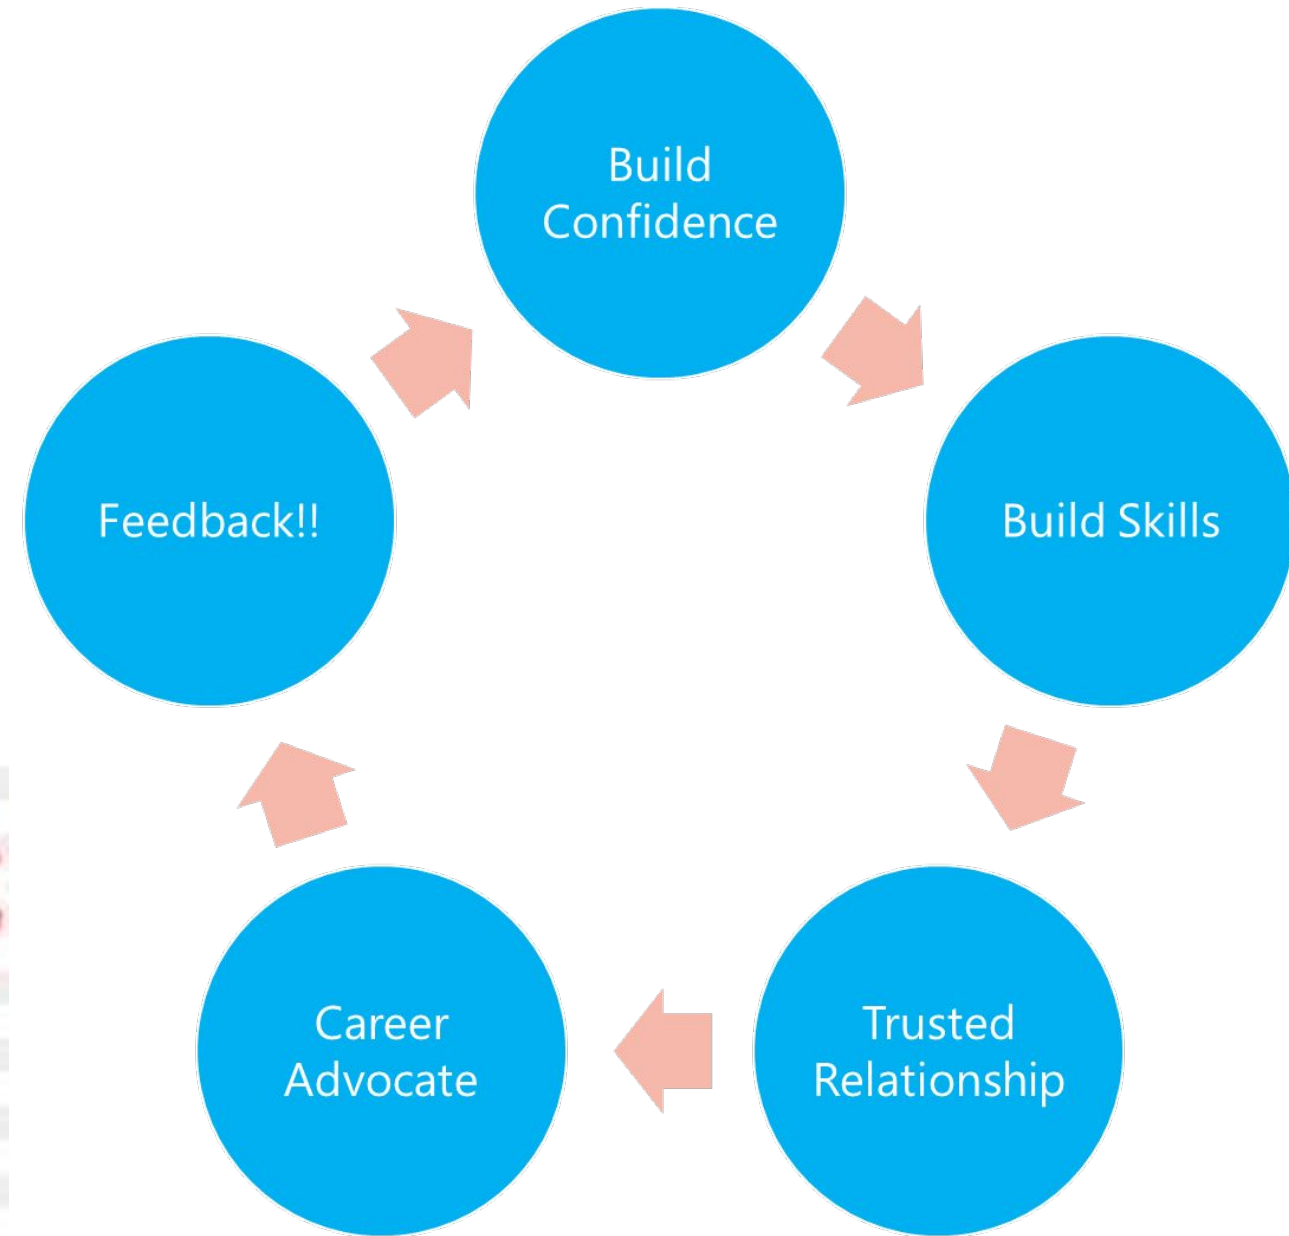 Build
Confidence
Build Skills
Trusted
Relationship
Career
Advocate
Feedback!!